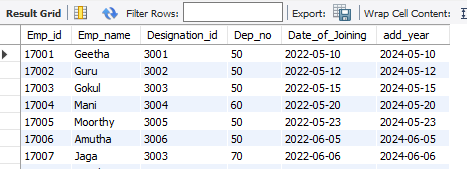 Result Grid Filter Rows: Export: Wrap Cell Content:
Emp_id Emp_name Designation_id Dep_no Date_of_Joining add_year
17001 Geetha 3001 50 2022-05-10 2024-05-10
17002 Guru 3002 50 2022-05-12 2024-05-12
17003 Gokul 3003 50 2022-05-15 2024-05-15
17004 Mani 3004 60 2022-05-20 2024-05-20
17005 Moorthy 3005 50 2022-05-23 2024-05-23
17006 Amutha 3006 50 2022-06-05 2024-06-05
17007 Jaga 3003 70 2022-06-06 2024-06-06